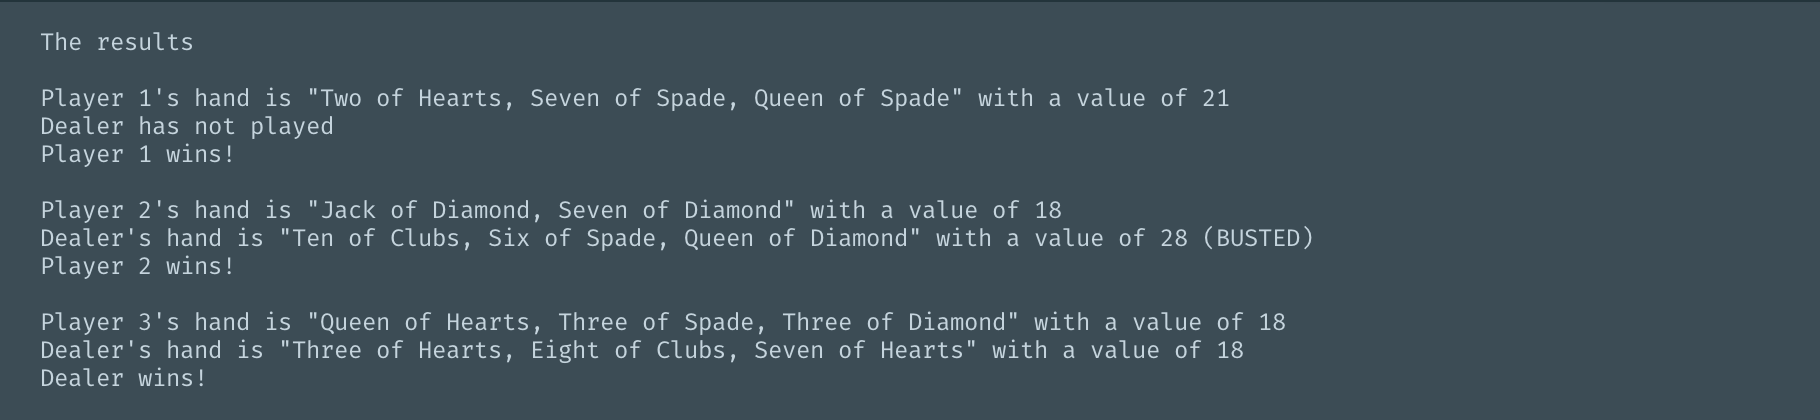 The results
Player 1's hand is "Two of Hearts, Seven of Spade, Queen of Spade" with a value of 21
Dealer has not played
Player 1 wins!
Player 2's hand is "Jack of Diamond, Seven of Diamond" with a value of 18
Dealer's hand is "Ten of Clubs, Six of Spade, Queen of Diamond" with a value of 28 (BUSTED)
Player 2 wins!
Player 3's hand is "Queen of Hearts, Three of Spade, Three of Diamond" with a value of 18
Dealer's hand is "Three of Hearts, Eight of Clubs, Seven of Hearts" with a value of 18
Dealer wins!